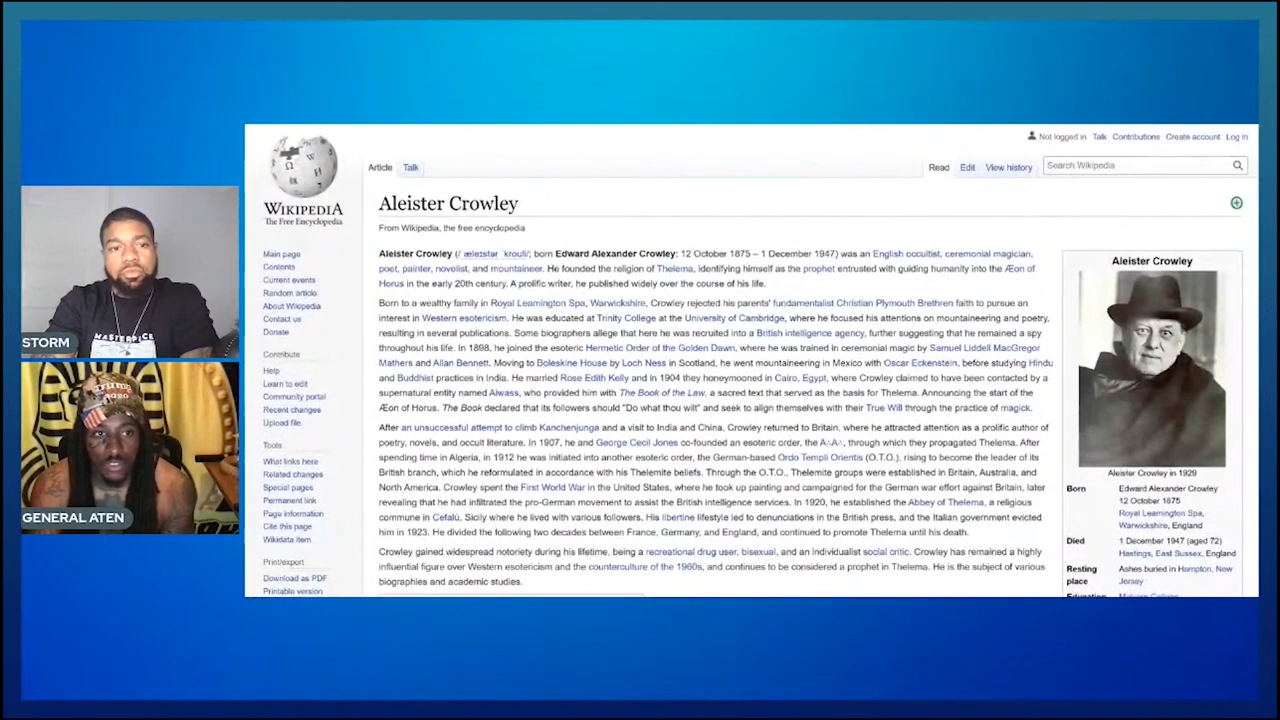 Not logged in Talk Contributions Create account Log in
Article Talk
Read Edit View history Search Wikipedia
WIKIPEDIA
The Free Encyclopedia
Main page
Contents
Current events
Random article
About Wikipedia
Contact us
Donate
Contribute
Help
Learn to edit
Community portal
Recent changes
Upload file
Tools
What links here
Related changes
Special pages
Permanent link
Page information
Cite this page
Wikidata item
Print/export
Download as PDF
Printable version
Aleister Crowley
From Wikipedia, the free encyclopedia
Aleister Crowley (/ˈælɪstər ˈkroʊli/; born Edward Alexander Crowley; 12 October 1875 – 1 December 1947) was an English occultist, ceremonial magician,
poet, painter, novelist, and mountaineer. He founded the religion of Thelema, identifying himself as the prophet entrusted with guiding humanity into the Æon of
Horus in the early 20th century. A prolific writer, he published widely over the course of his life.
Born to a wealthy family in Royal Leamington Spa, Warwickshire, Crowley rejected his parents' fundamentalist Christian Plymouth Brethren faith to pursue an
interest in Western esotericism. He was educated at Trinity College at the University of Cambridge, where he focused his attentions on mountaineering and poetry,
resulting in several publications. Some biographers allege that here he was recruited into a British intelligence agency, further suggesting that he remained a spy
throughout his life. In 1898, he joined the esoteric Hermetic Order of the Golden Dawn, where he was trained in ceremonial magic by Samuel Liddell MacGregor
Mathers and Allan Bennett. Moving to Boleskine House by Loch Ness in Scotland, he went mountaineering in Mexico with Oscar Eckenstein, before studying Hindu
and Buddhist practices in India. He married Rose Edith Kelly and in 1904 they honeymooned in Cairo, Egypt, where Crowley claimed to have been contacted by a
supernatural entity named Aiwass, who provided him with The Book of the Law, a sacred text that served as the basis for Thelema. Announcing the start of the
Æon of Horus, The Book declared that its followers should "Do what thou wilt" and seek to align themselves with their True Will through the practice of magick.
After an unsuccessful attempt to climb Kanchenjunga and a visit to India and China, Crowley returned to Britain, where he attracted attention as a prolific author of
poetry, novels, and occult literature. In 1907, he and George Cecil Jones co-founded an esoteric order, the A∴A∴, through which they propagated Thelema. After
spending time in Algeria, in 1912 he was initiated into another esoteric order, the German-based Ordo Templi Orientis (O.T.O.), rising to become the leader of its
British branch, which he reformulated in accordance with his Thelemite beliefs. Through the O.T.O., Thelemite groups were established in Britain, Australia, and
North America. Crowley spent the First World War in the United States, where he took up painting and campaigned for the German war effort against Britain, later
revealing that he had infiltrated the pro-German movement to assist the British intelligence services. In 1920, he established the Abbey of Thelema, a religious
commune in Cefalù, Sicily where he lived with various followers. His libertine lifestyle led to denunciations in the British press, and the Italian government evicted
him in 1923. He divided the following two decades between France, Germany, and England, and continued to promote Thelema until his death.
Crowley gained widespread notoriety during his lifetime, being a recreational drug user, bisexual, and an individualist social critic. Crowley has remained a highly
influential figure over Western esotericism and the counterculture of the 1960s, and continues to be considered a prophet in Thelema. He is the subject of various
biographies and academic studies.
Aleister Crowley
Aleister Crowley in 1929
Born Edward Alexander Crowley
12 October 1875
Royal Leamington Spa,
Warwickshire, England
Died 1 December 1947 (aged 72)
Hastings, East Sussex, England
Resting place Ashes buried in Hampton, New
Jersey
MASTERPIECE
STORM
TRUMP
2020
GENERAL ATEN